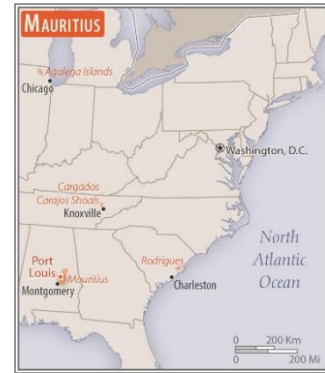 MAURITIUS
Agalega Islands
Chicago
Washington, D.C.
Cargados
Carajos Shoals
Knoxville
North
Atlantic
Ocean
Port
Louis
Mauritius
Montgomery
Rodrigues
Charleston
0 200 Km
0 200 Mi